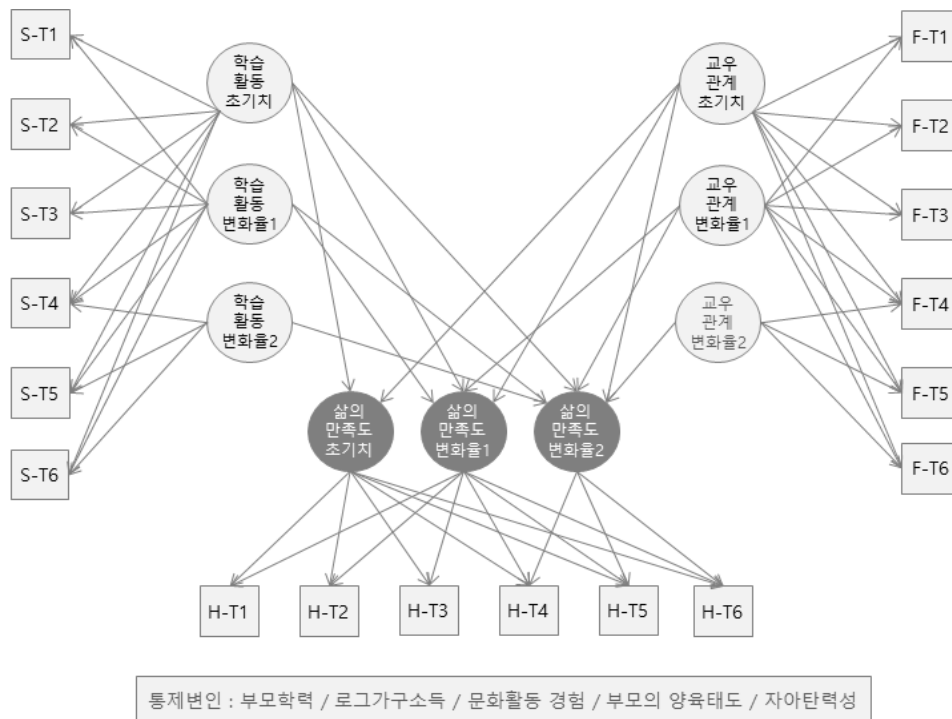 S-T1
S-T2
S-T3
S-T4
S-T5
S-T6
학습
활동
초기치
학습
활동
변화율1
학습
활동
변화율2
교우
관계
초기치
교우
관계
변화율1
교우
관계
변화율2
F-T1
F-T2
F-T3
F-T4
F-T5
F-T6
삶의
만족도
초기치
삶의
만족도
변화율1
삶의
만족도
변화율2
H-T1
H-T2
H-T3
H-T4
H-T5
H-T6
통제변인 : 부모학력 / 로그가구소득 / 문화활동 경험 / 부모의 양육태도 / 자아탄력성